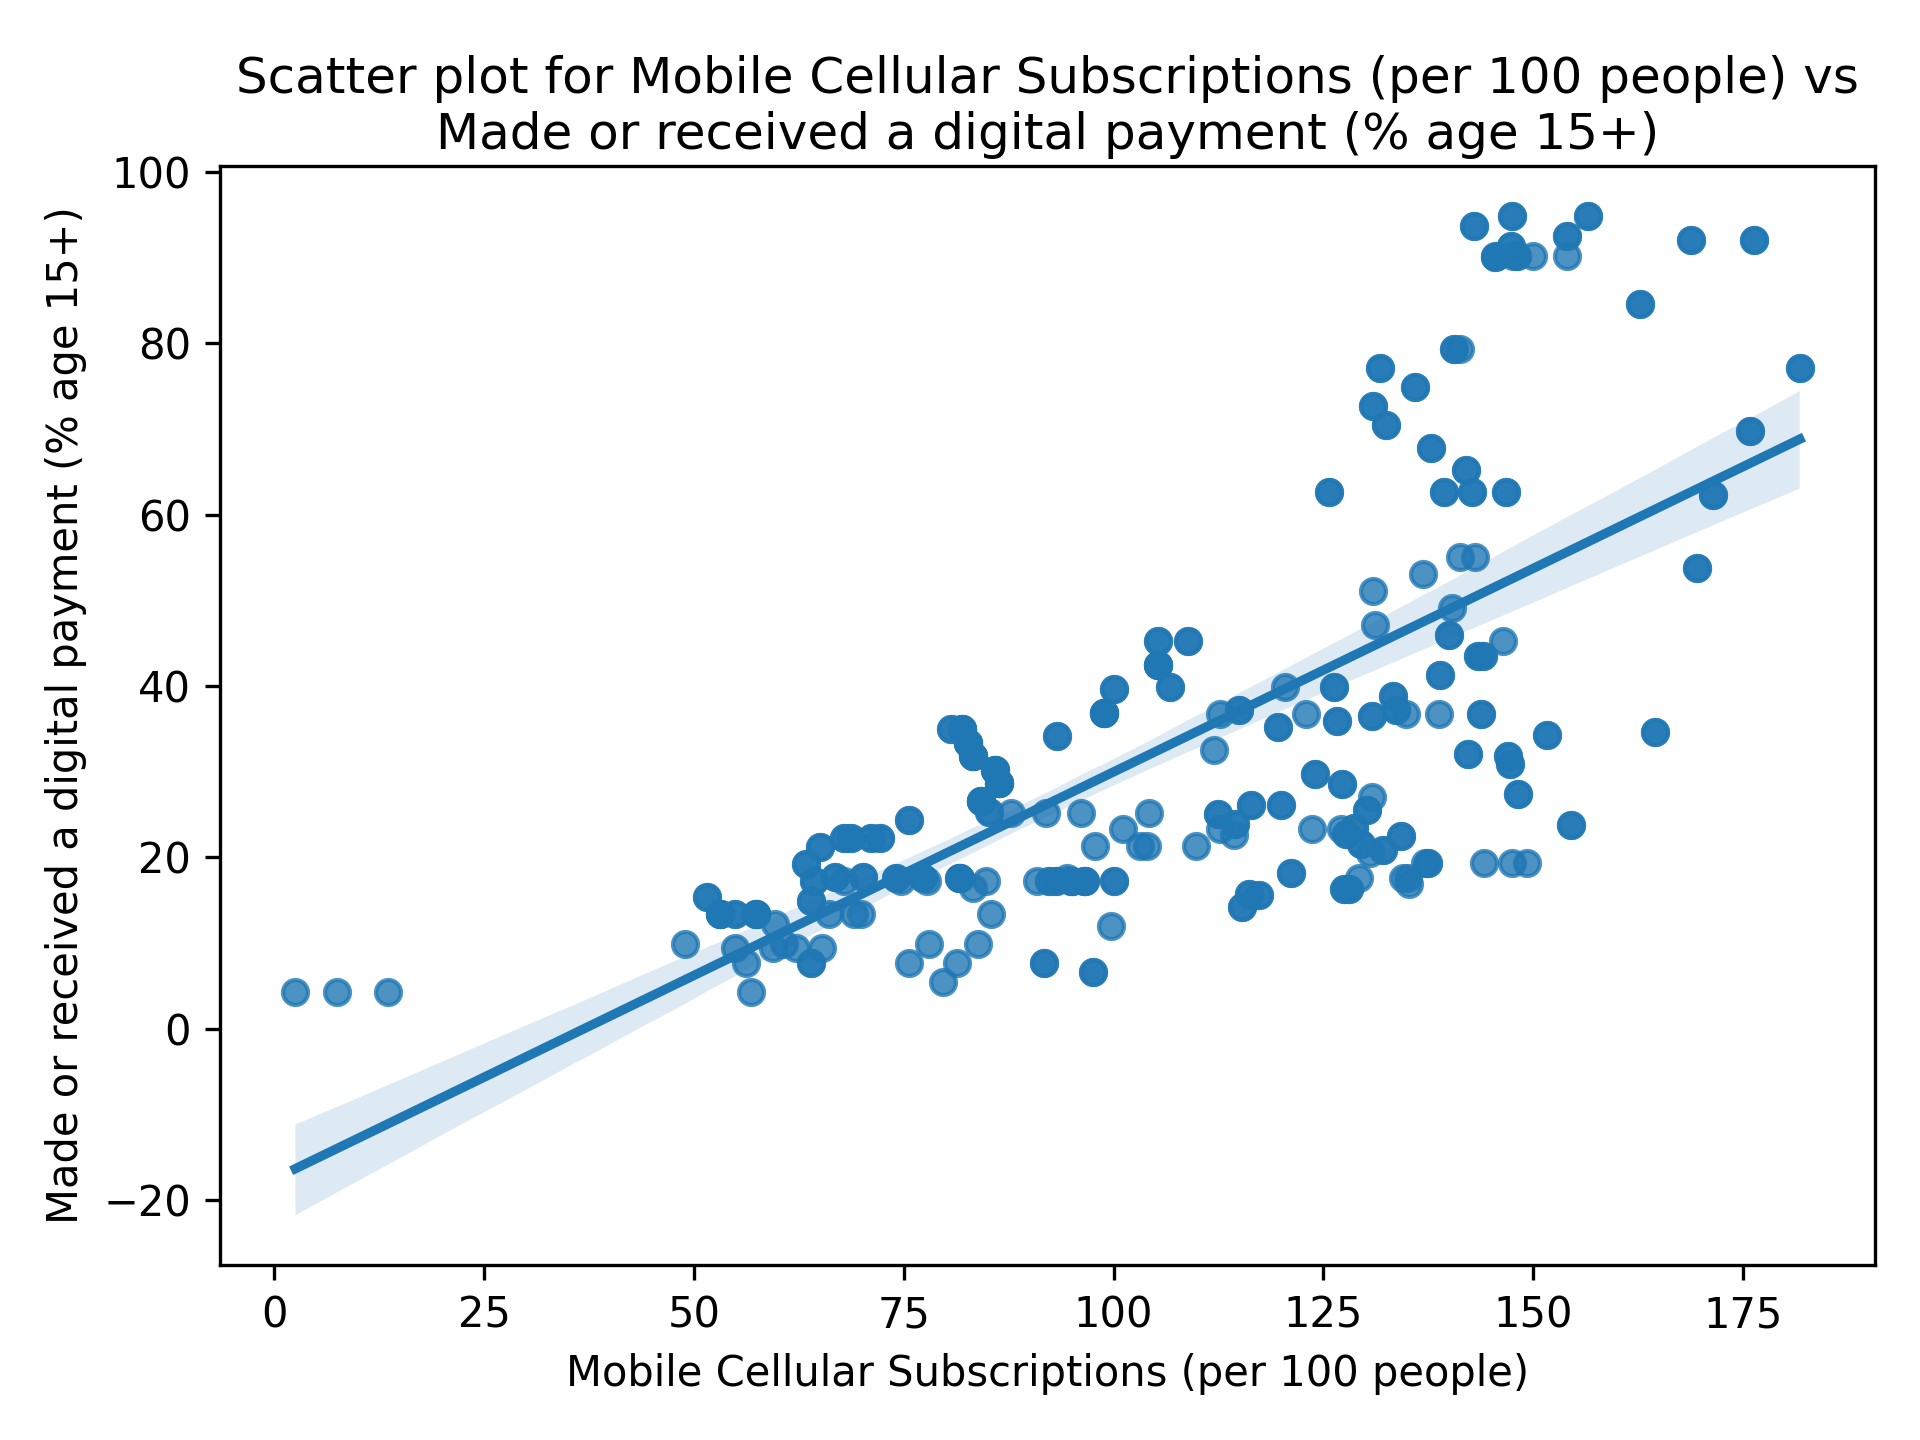 Scatter plot for Mobile Cellular Subscriptions (per 100 people) vs
Made or received a digital payment (% age 15+)
Made or received a digital payment (% age 15+)
100
80
60
40
20
0
−20
0 25 50 75 100 125 150 175
Mobile Cellular Subscriptions (per 100 people)